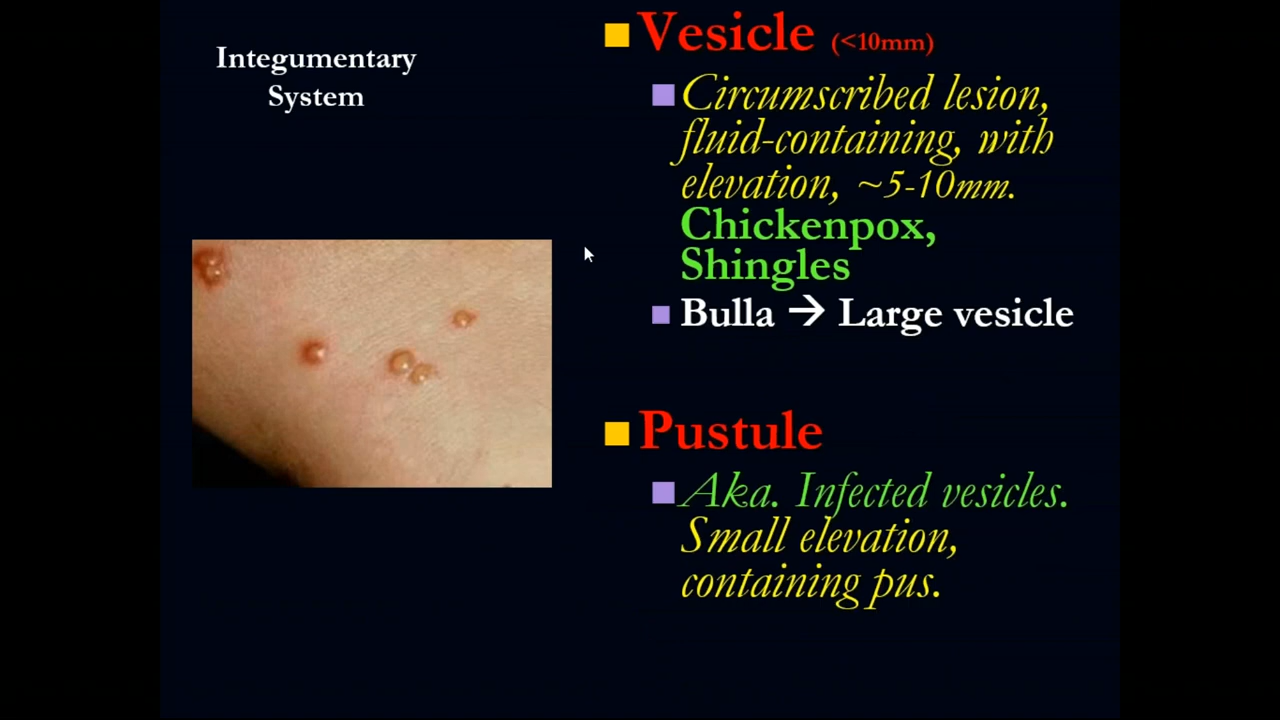 Integumentary
System
Vesicle (<10mm)
Circumscribed lesion,
fluid-containing, with
elevation, ~5-10mm.
Chickenpox,
Shingles
Bulla → Large vesicle
Pustule
Aka. Infected vesicles.
Small elevation,
containing pus.